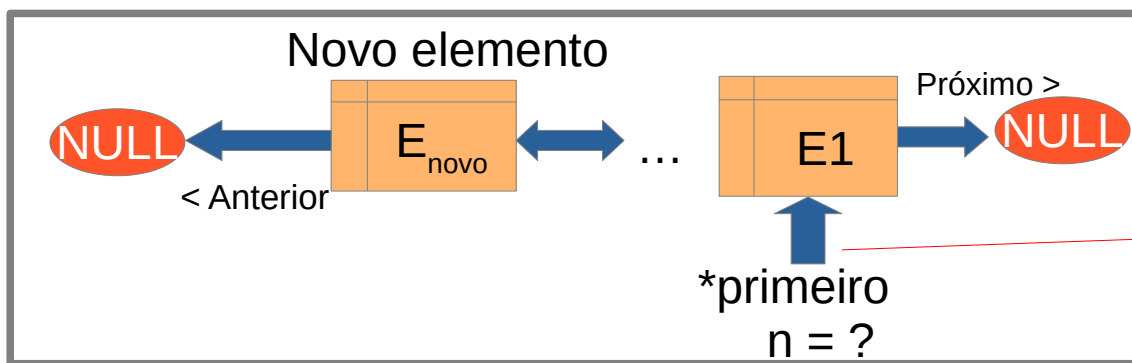 Novo elemento
Próximo >
NULL
E novo
...
E1
NULL
< Anterior
*primeiro
n = ?